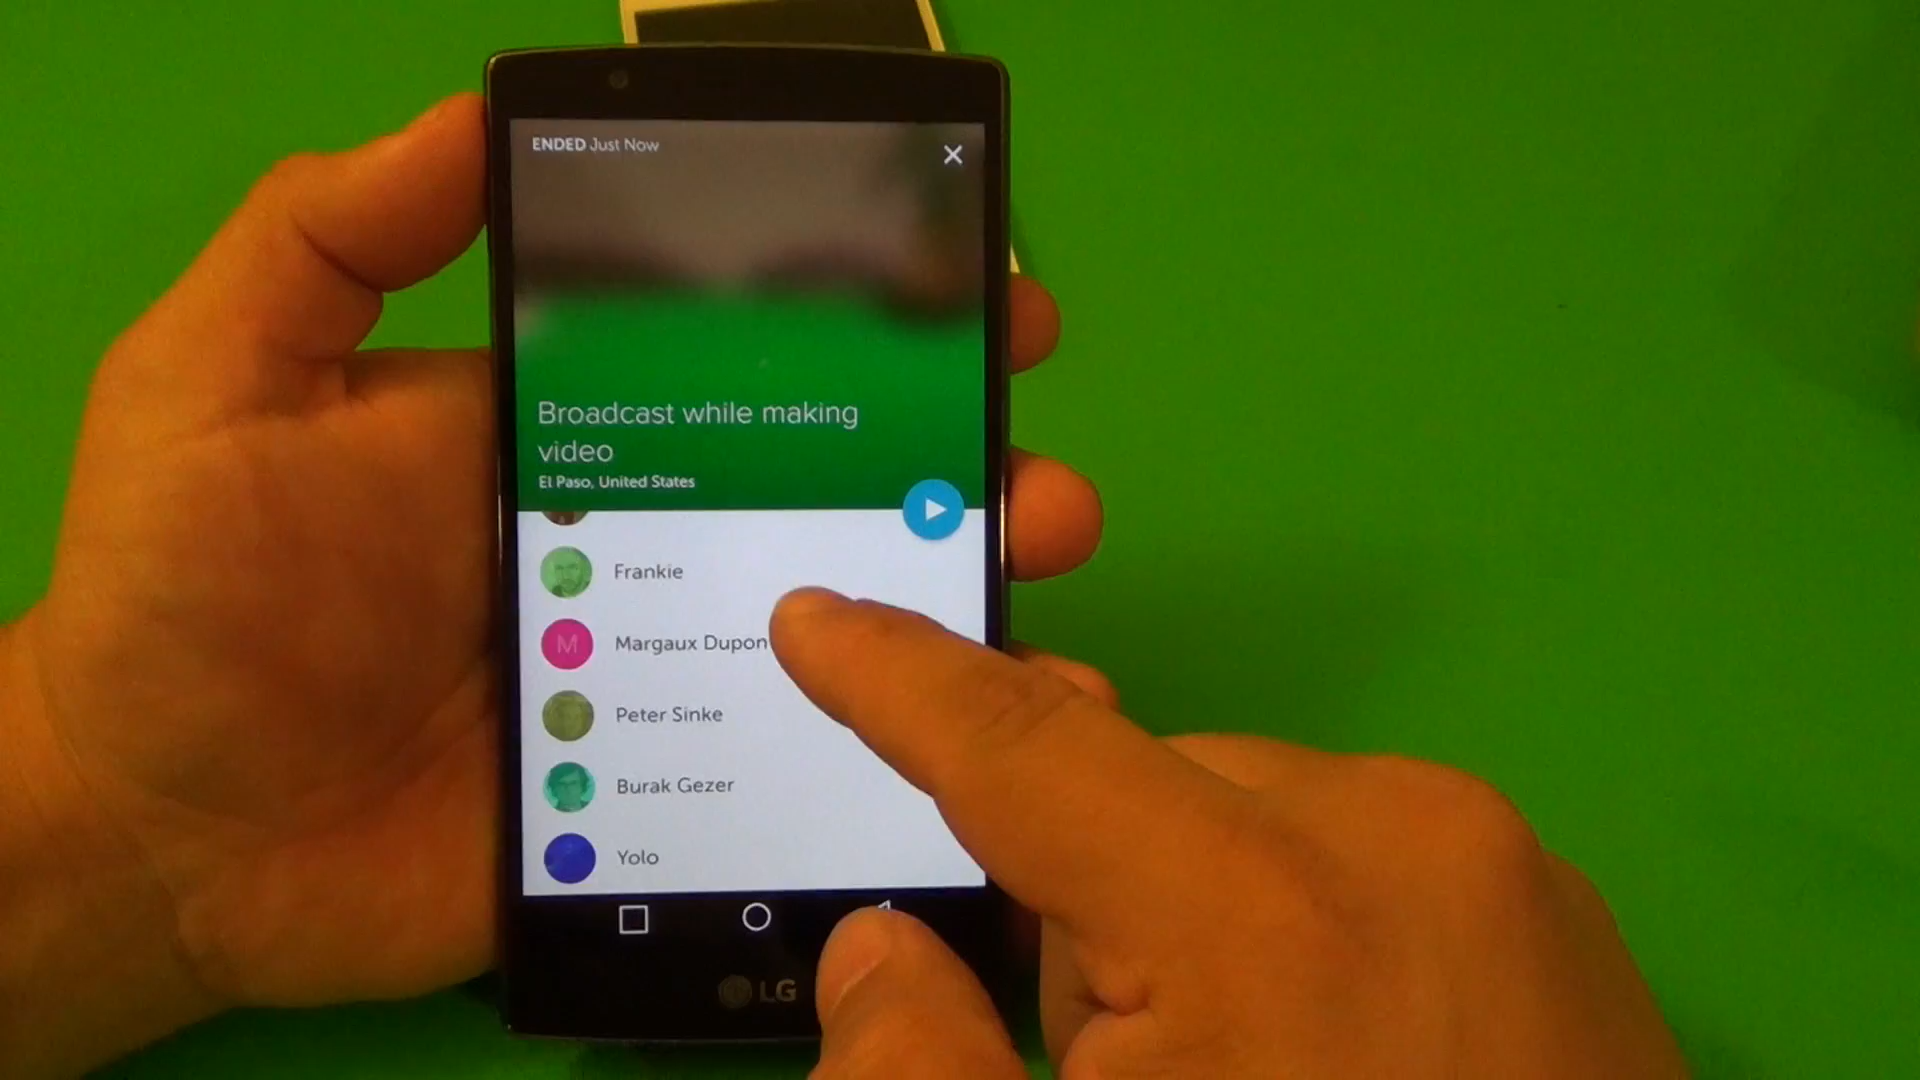 ENDED Just Now
Broadcast while making
video
El Paso, United States
Frankie
M
Margaux Dupon
Peter Sinke
Burak Gezer
Yolo
LG